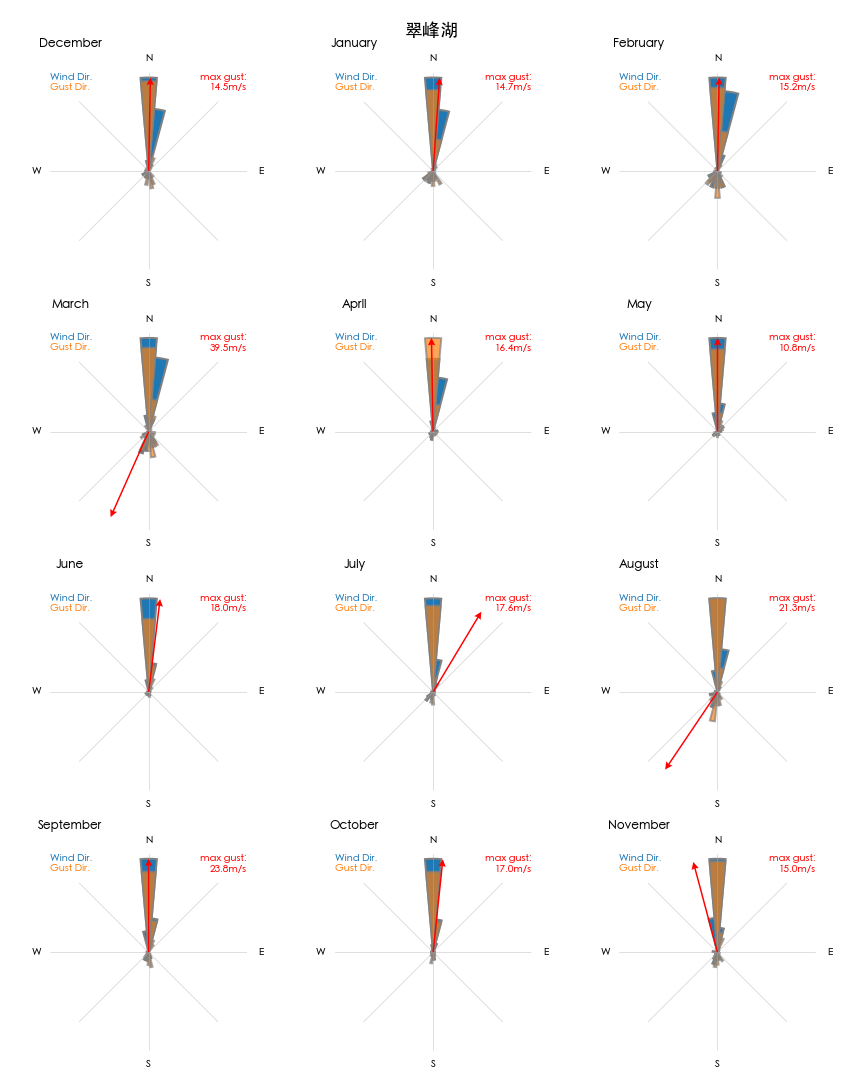 翠峰湖
December
N
Wind Dir.
Gust Dir.
max gust:
14.5m/s
W
E
S
January
N
Wind Dir.
Gust Dir.
max gust:
14.7m/s
W
E
S
February
N
Wind Dir.
Gust Dir.
max gust:
15.2m/s
W
E
S
March
N
Wind Dir.
Gust Dir.
max gust:
39.5m/s
W
E
S
April
N
Wind Dir.
Gust Dir.
max gust:
16.4m/s
W
E
S
May
N
Wind Dir.
Gust Dir.
max gust:
10.8m/s
W
E
S
June
N
Wind Dir.
Gust Dir.
max gust:
18.0m/s
W
E
S
July
N
Wind Dir.
Gust Dir.
max gust:
17.6m/s
W
E
S
August
N
Wind Dir.
Gust Dir.
max gust:
21.3m/s
W
E
S
September
N
Wind Dir.
Gust Dir.
max gust:
23.8m/s
W
E
S
October
N
Wind Dir.
Gust Dir.
max gust:
17.0m/s
W
E
S
November
N
Wind Dir.
Gust Dir.
max gust:
15.0m/s
W
E
S